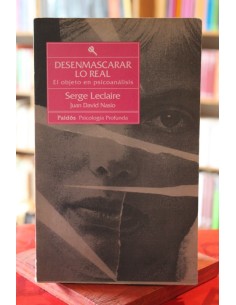 DESENMASCARAR
LO REAL
El objeto en psicoanálisis
Serge Leclaire
Juan David Nasio
Paidós Psicología Profunda